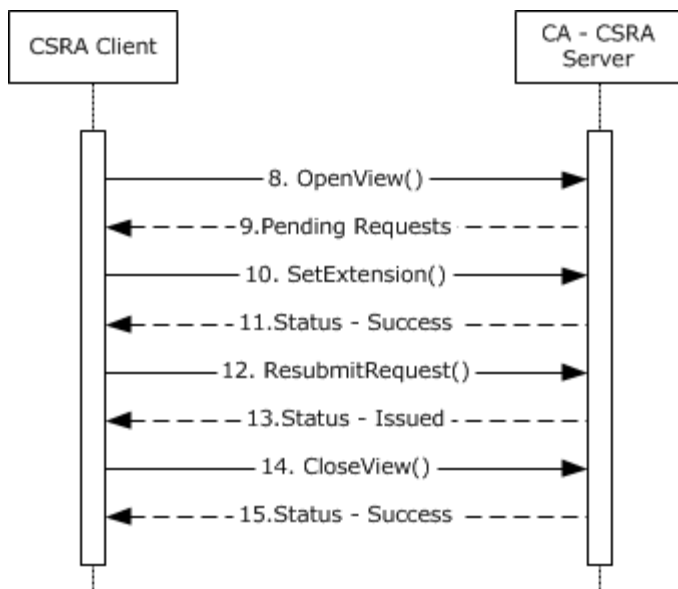 CSRA Client
CA - CSRA
Server
8. OpenView()
9.Pending Requests
10. SetExtension()
11.Status - Success
12. ResubmitRequest()
13.Status - Issued
14. CloseView()
15.Status - Success